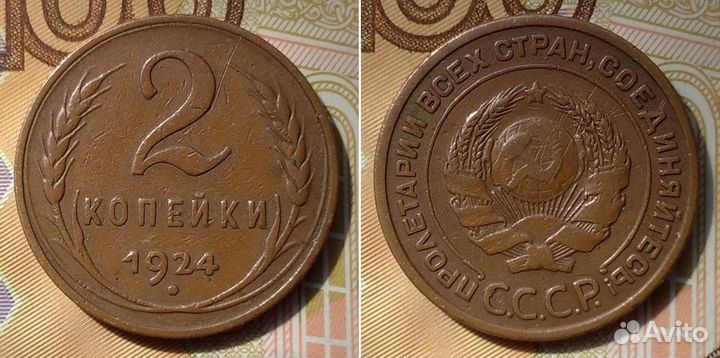 2
КОПЕЙКИ
1924
ПРОЛЕТАРИИ ВСЕХ СТРАН, СОЕДИНЯЙТЕСЬ!
С.С.С.Р.
Avito